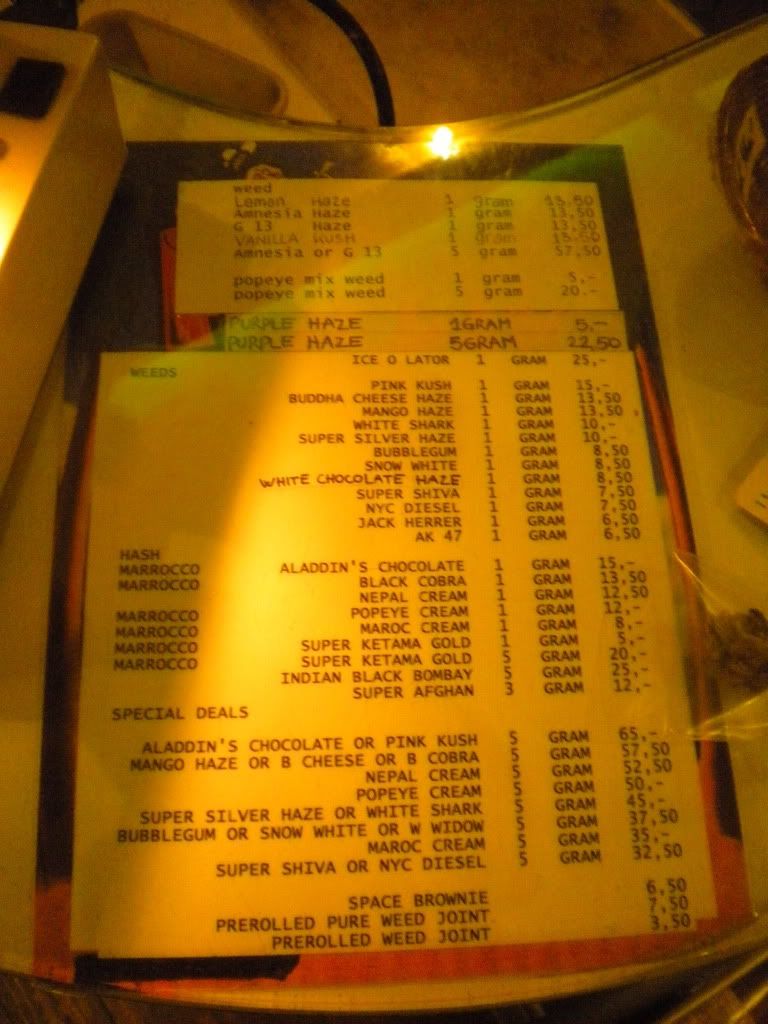 weed
Lemon Haze 1 gram 13,50
Amnesia Haze 1 gram 13,50
G 13 Haze 1 gram 13,50
VANILLA KUSH 1 gram 13,50
Amnesia or G 13 5 gram 57,50
popeye mix weed 1 gram 5,-
popeye mix weed 5 gram 20.-
PURPLE HAZE 1GRAM 5,-
PURPLE HAZE 5GRAM 22,50
ICE O LATOR 1 GRAM 25,-
WEEDS
PINK KUSH 1 GRAM 15,-
BUDDHA CHEESE HAZE 1 GRAM 13,50
MANGO HAZE 1 GRAM 13,50
WHITE SHARK 1 GRAM 10,-
SUPER SILVER HAZE 1 GRAM 10,-
BUBBLEGUM 1 GRAM 8,50
SNOW WHITE 1 GRAM 8,50
WHITE CHOCOLATE HAZE 1 GRAM 8,50
SUPER SHIVA 1 GRAM 7,50
NYC DIESEL 1 GRAM 7,50
JACK HERRER 1 GRAM 6,50
AK 47 1 GRAM 6,50
HASH
MARROCCO ALADDIN'S CHOCOLATE 1 GRAM 15,-
MARROCCO BLACK COBRA 1 GRAM 13,50
NEPAL CREAM 1 GRAM 12,50
MARROCCO POPEYE CREAM 1 GRAM 12,-
MARROCCO MAROC CREAM 1 GRAM 8,-
MARROCCO SUPER KETAMA GOLD 1 GRAM 5,-
MARROCCO SUPER KETAMA GOLD 5 GRAM 20,-
INDIAN BLACK BOMBAY 5 GRAM 25,-
SUPER AFGHAN 3 GRAM 12,-
SPECIAL DEALS
ALADDIN'S CHOCOLATE OR PINK KUSH 5 GRAM 65,-
MANGO HAZE OR B CHEESE OR B COBRA 5 GRAM 57,50
NEPAL CREAM 5 GRAM 52,50
POPEYE CREAM 5 GRAM 50,-
SUPER SILVER HAZE OR WHITE SHARK 5 GRAM 45,-
BUBBLEGUM OR SNOW WHITE OR W WIDOW 5 GRAM 37,50
MAROC CREAM 5 GRAM 35,-
SUPER SHIVA OR NYC DIESEL 5 GRAM 32,50
SPACE BROWNIE 6,50
PREROLLED PURE WEED JOINT 7,50
PREROLLED WEED JOINT 3,50